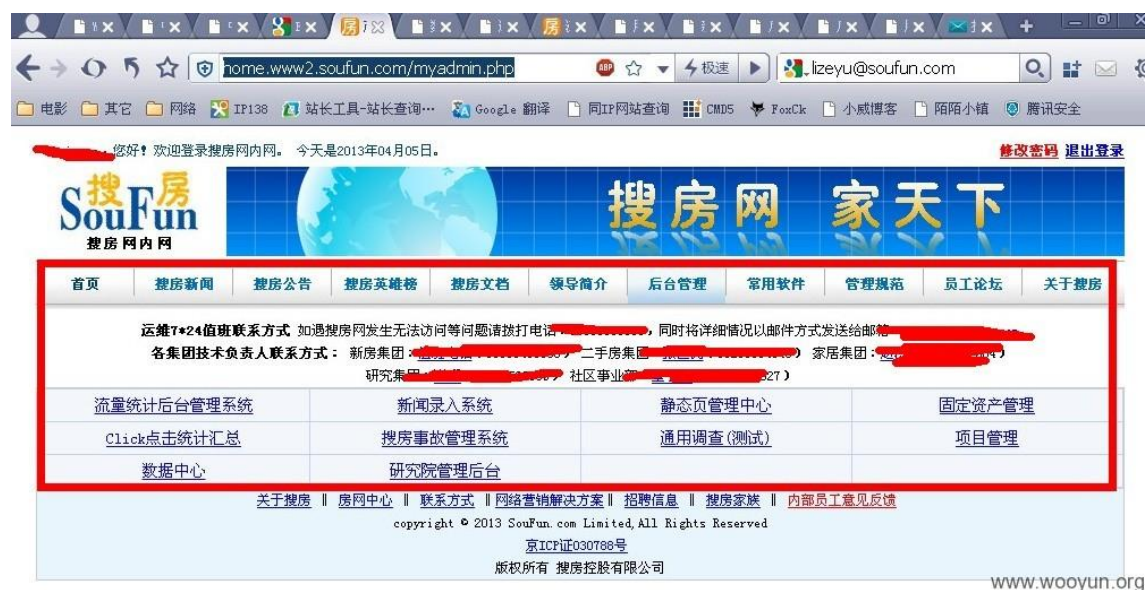 home.www2.soufun.com/myadmin.php 极速 lizeyu@soufun.com
电影 其它 网络 IP138 站长工具-站长查询… Google 翻译 同IP网站查询 CMD5 FoxCk 小威博客 陌陌小镇 腾讯安全
您好! 欢迎登录搜房网内网。 今天是2013年04月05日。 修改密码 退出登录
搜房
SouFun
搜房网内网
搜房网 家天下
首页 搜房新闻 搜房公告 搜房英雄榜 搜房文档 领导简介 后台管理 常用软件 管理规范 员工论坛 关于搜房
运维7*24值班联系方式 如遇搜房网发生无法访问等问题请拨打电话 ,同时将详细情况以邮件方式发送给邮箱
各集团技术负责人联系方式: 新房集团: 二手房集团 ) 家居集团: )
研究集团 社区事业部 27)
流量统计后台管理系统 新闻录入系统 静态页管理中心 固定资产管理
Click点击统计汇总 搜房事故管理系统 通用调查(测试) 项目管理
数据中心 研究院管理后台
关于搜房 ‖ 房网中心 ‖ 联系方式 ‖ 网络营销解决方案 ‖ 招聘信息 ‖ 搜房家族 ‖ 内部员工意见反馈
copyright © 2013 SouFun.com Limited, All Rights Reserved
京ICP证030788号
版权所有 搜房控股有限公司
www.wooyun.org